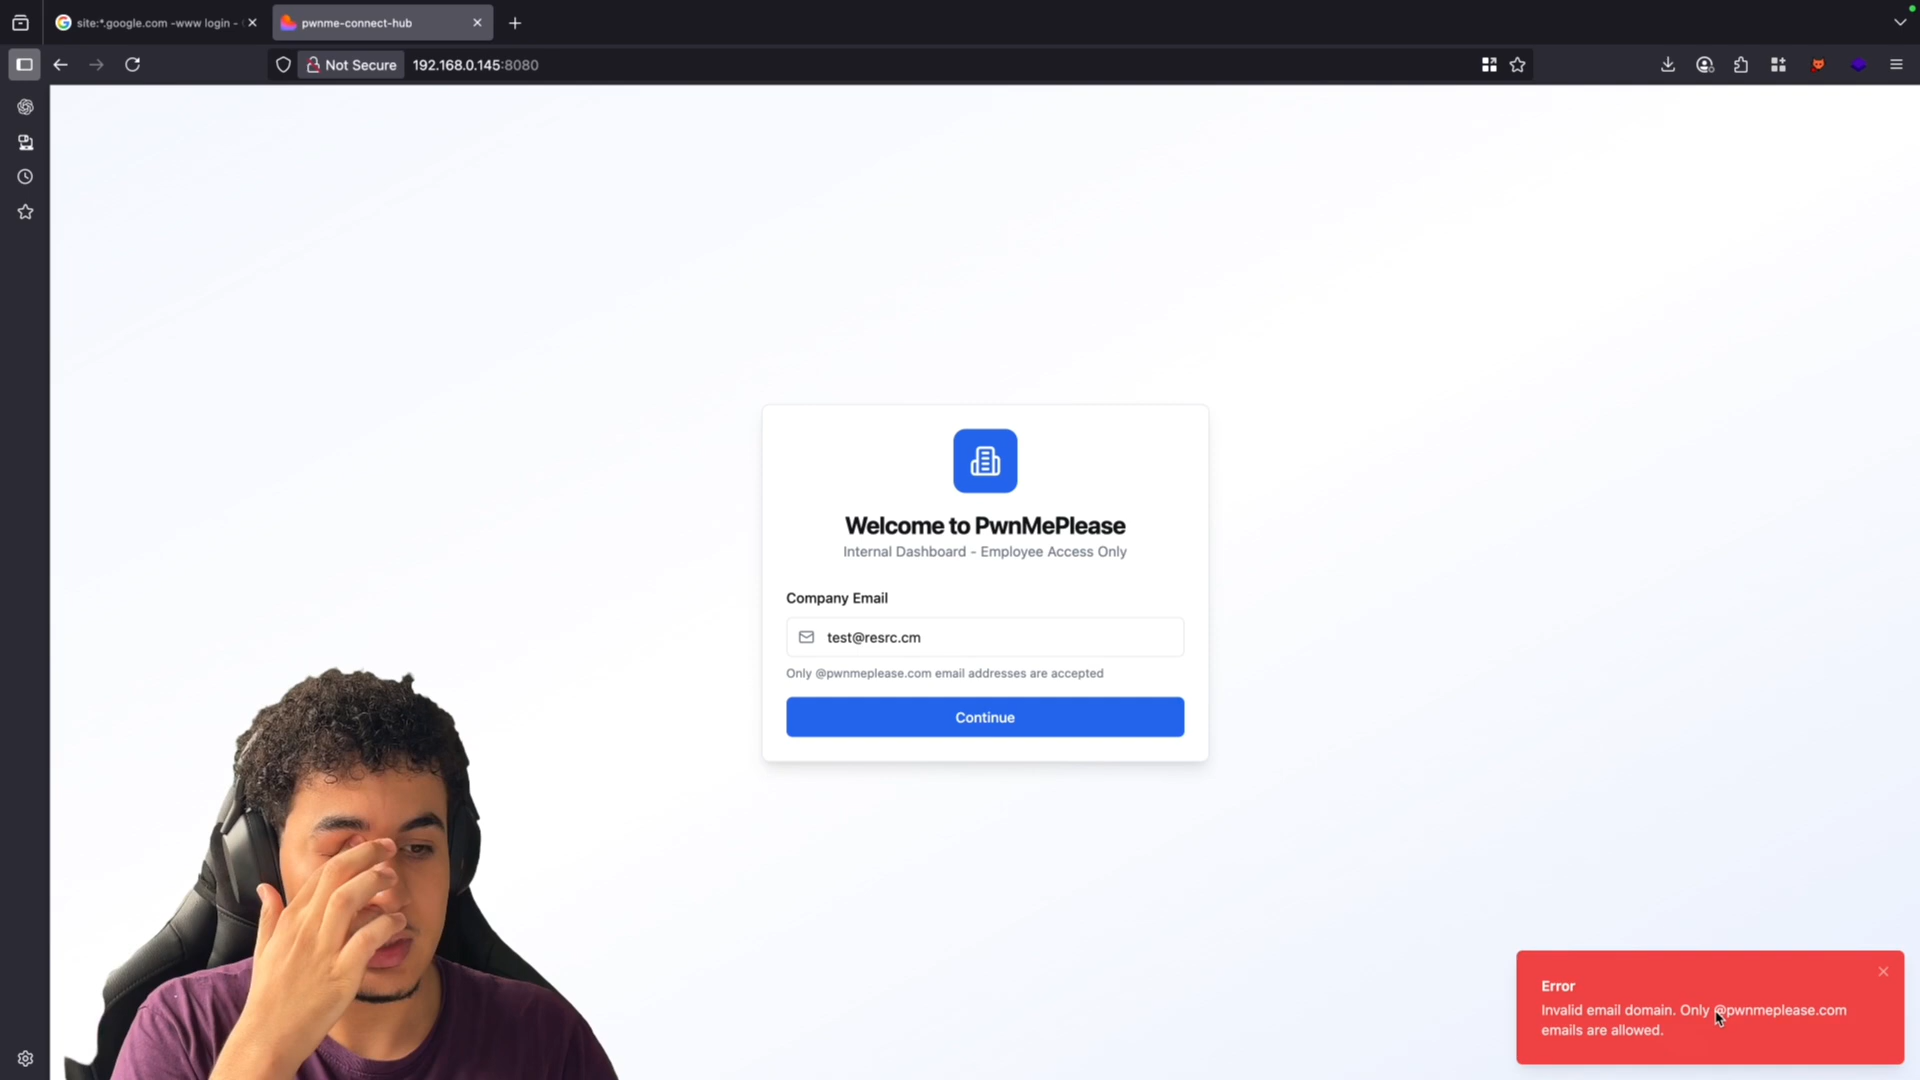 site:*.google.com -www login -
pwnme-connect-hub
Not Secure
192.168.0.145:8080
Welcome to PwnMePlease
Internal Dashboard - Employee Access Only
Company Email
test@resrc.cm
Only @pwnmeplease.com email addresses are accepted
Continue
Error
Invalid email domain. Only @pwnmeplease.com
emails are allowed.